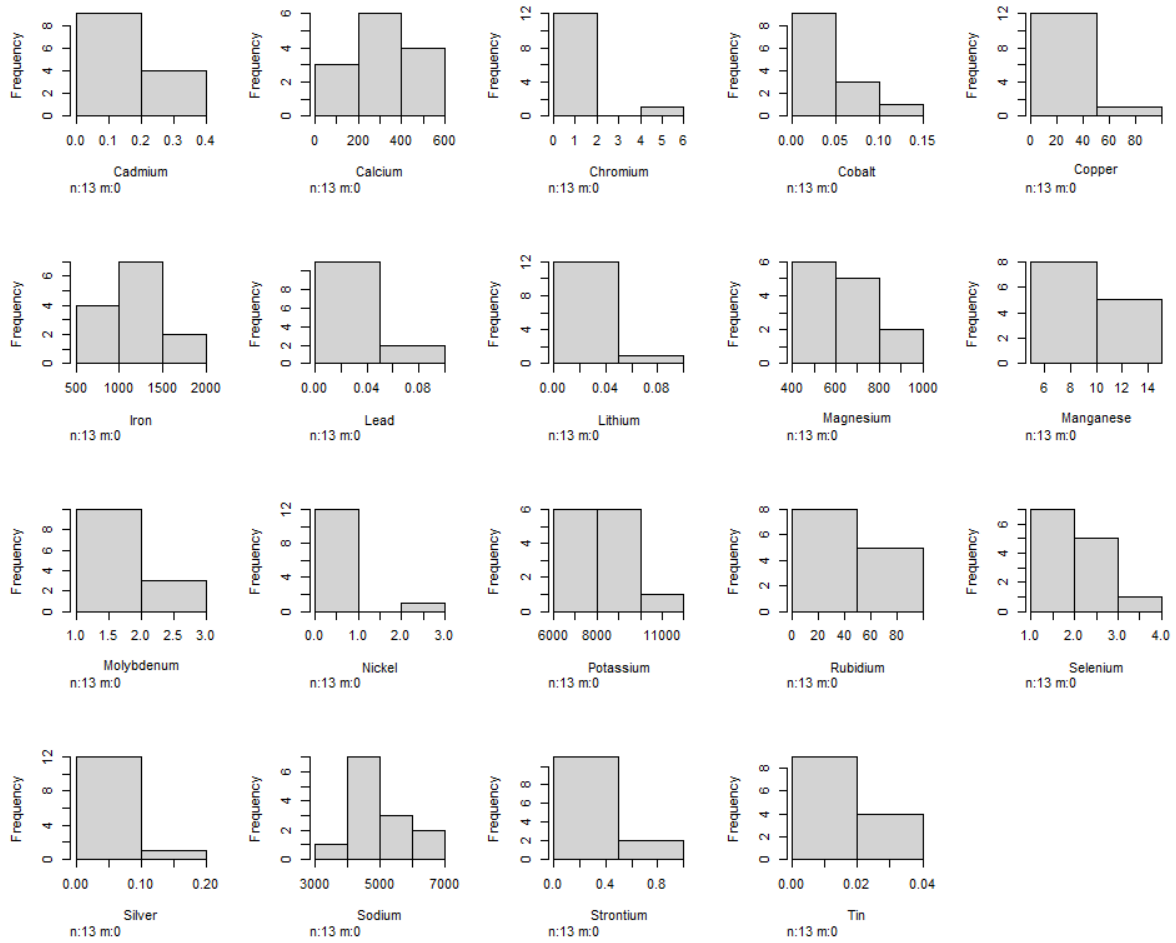 Frequency
0 2 4 6 8
0.0 0.1 0.2 0.3 0.4
Cadmium
n:13 m:0
Frequency
0 2 4 6
0 200 400 600
Calcium
n:13 m:0
Frequency
0 4 8 12
0 1 2 3 4 5 6
Chromium
n:13 m:0
Frequency
0 2 4 6 8
0.00 0.05 0.10 0.15
Cobalt
n:13 m:0
Frequency
0 4 8 12
0 20 40 60 80
Copper
n:13 m:0
Frequency
0 2 4 6
500 1000 1500 2000
Iron
n:13 m:0
Frequency
0 2 4 6 8
0.00 0.04 0.08
Lead
n:13 m:0
Frequency
0 4 8 12
0.00 0.04 0.08
Lithium
n:13 m:0
Frequency
0 2 4 6
400 600 800 1000
Magnesium
n:13 m:0
Frequency
0 2 4 6 8
6 8 10 12 14
Manganese
n:13 m:0
Frequency
0 2 4 6 8
1.0 1.5 2.0 2.5 3.0
Molybdenum
n:13 m:0
Frequency
0 4 8 12
0.0 1.0 2.0 3.0
Nickel
n:13 m:0
Frequency
0 2 4 6
6000 8000 11000
Potassium
n:13 m:0
Frequency
0 2 4 6 8
0 20 40 60 80
Rubidium
n:13 m:0
Frequency
0 2 4 6
1.0 2.0 3.0 4.0
Selenium
n:13 m:0
Frequency
0 4 8 12
0.00 0.10 0.20
Silver
n:13 m:0
Frequency
0 2 4 6
3000 5000 7000
Sodium
n:13 m:0
Frequency
0 2 4 6 8
0.0 0.4 0.8
Strontium
n:13 m:0
Frequency
0 2 4 6 8
0.00 0.02 0.04
Tin
n:13 m:0